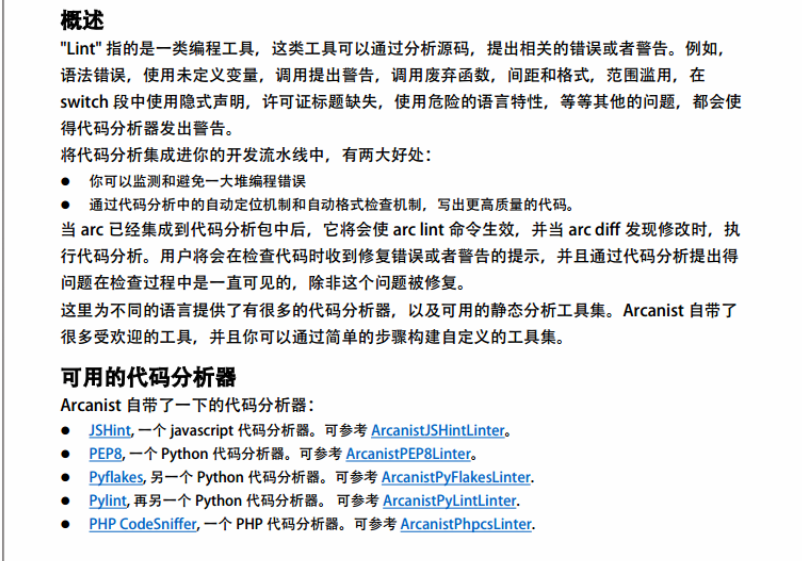 概述
"Lint" 指的是一类编程工具，这类工具可以通过分析源码，提出相关的错误或者警告。例如，
语法错误，使用未定义变量，调用提出警告，调用废弃函数，间距和格式，范围滥用，在
switch 段中使用隐式声明，许可证标题缺失，使用危险的语言特性，等等其他的问题，都会使
得代码分析器发出警告。
将代码分析集成进你的开发流水线中，有两大好处：
● 你可以监测和避免一大堆编程错误
● 通过代码分析中的自动定位机制和自动格式检查机制，写出更高质量的代码。
当 arc 已经集成到代码分析包中后，它将会使 arc lint 命令生效，并当 arc diff 发现修改时，执
行代码分析。用户将会在检查代码时收到修复错误或者警告的提示，并且通过代码分析提出得
问题在检查过程中是一直可见的，除非这个问题被修复。
这里为不同的语言提供了有很多的代码分析器，以及可用的静态分析工具集。Arcanist 自带了
很多受欢迎的工具，并且你可以通过简单的步骤构建自定义的工具集。
可用的代码分析器
Arcanist 自带了一下的代码分析器：
● JSHint, 一个 javascript 代码分析器。可参考 ArcanistJSHintLinter。
● PEP8, 一个 Python 代码分析器。可参考 ArcanistPEP8Linter。
● Pyflakes, 另一个 Python 代码分析器。可参考 ArcanistPyFlakesLinter.
● Pylint, 再另一个 Python 代码分析器。 可参考 ArcanistPyLintLinter.
● PHP CodeSniffer, 一个 PHP 代码分析器。可参考 ArcanistPhpcsLinter.